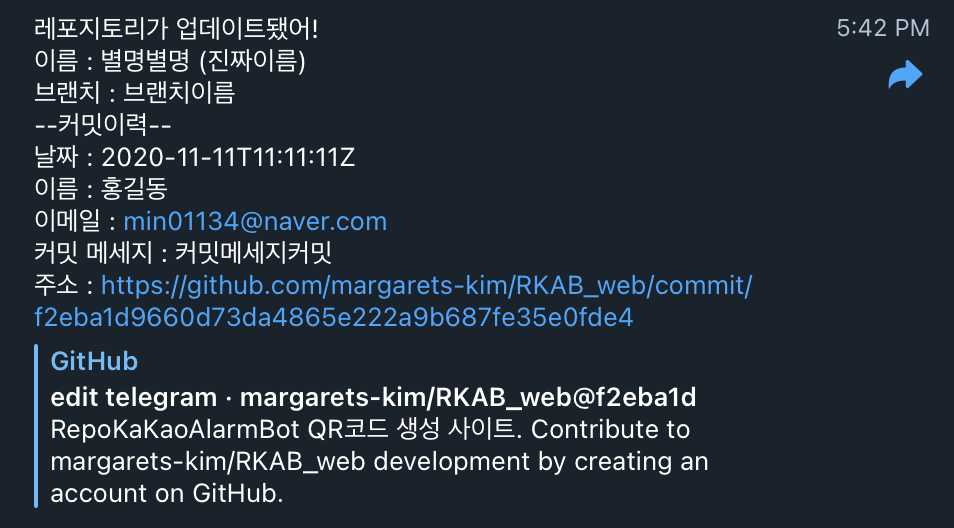 레포지토리가 업데이트됐어!
5:42 PM
이름 : 별명별명 (진짜이름)
브랜치 : 브랜치이름
--커밋이력--
날짜 : 2020-11-11T11:11:11Z
이름 : 홍길동
이메일 : min01134@naver.com
커밋 메세지 : 커밋메세지커밋
주소 : https://github.com/margarets-kim/RKAB_web/commit/
f2eba1d9660d73da4865e222a9b687fe35e0fde4
GitHub
edit telegram · margarets-kim/RKAB_web@f2eba1d
RepoKaKaoAlarmBot QR코드 생성 사이트. Contribute to
margarets-kim/RKAB_web development by creating an
account on GitHub.